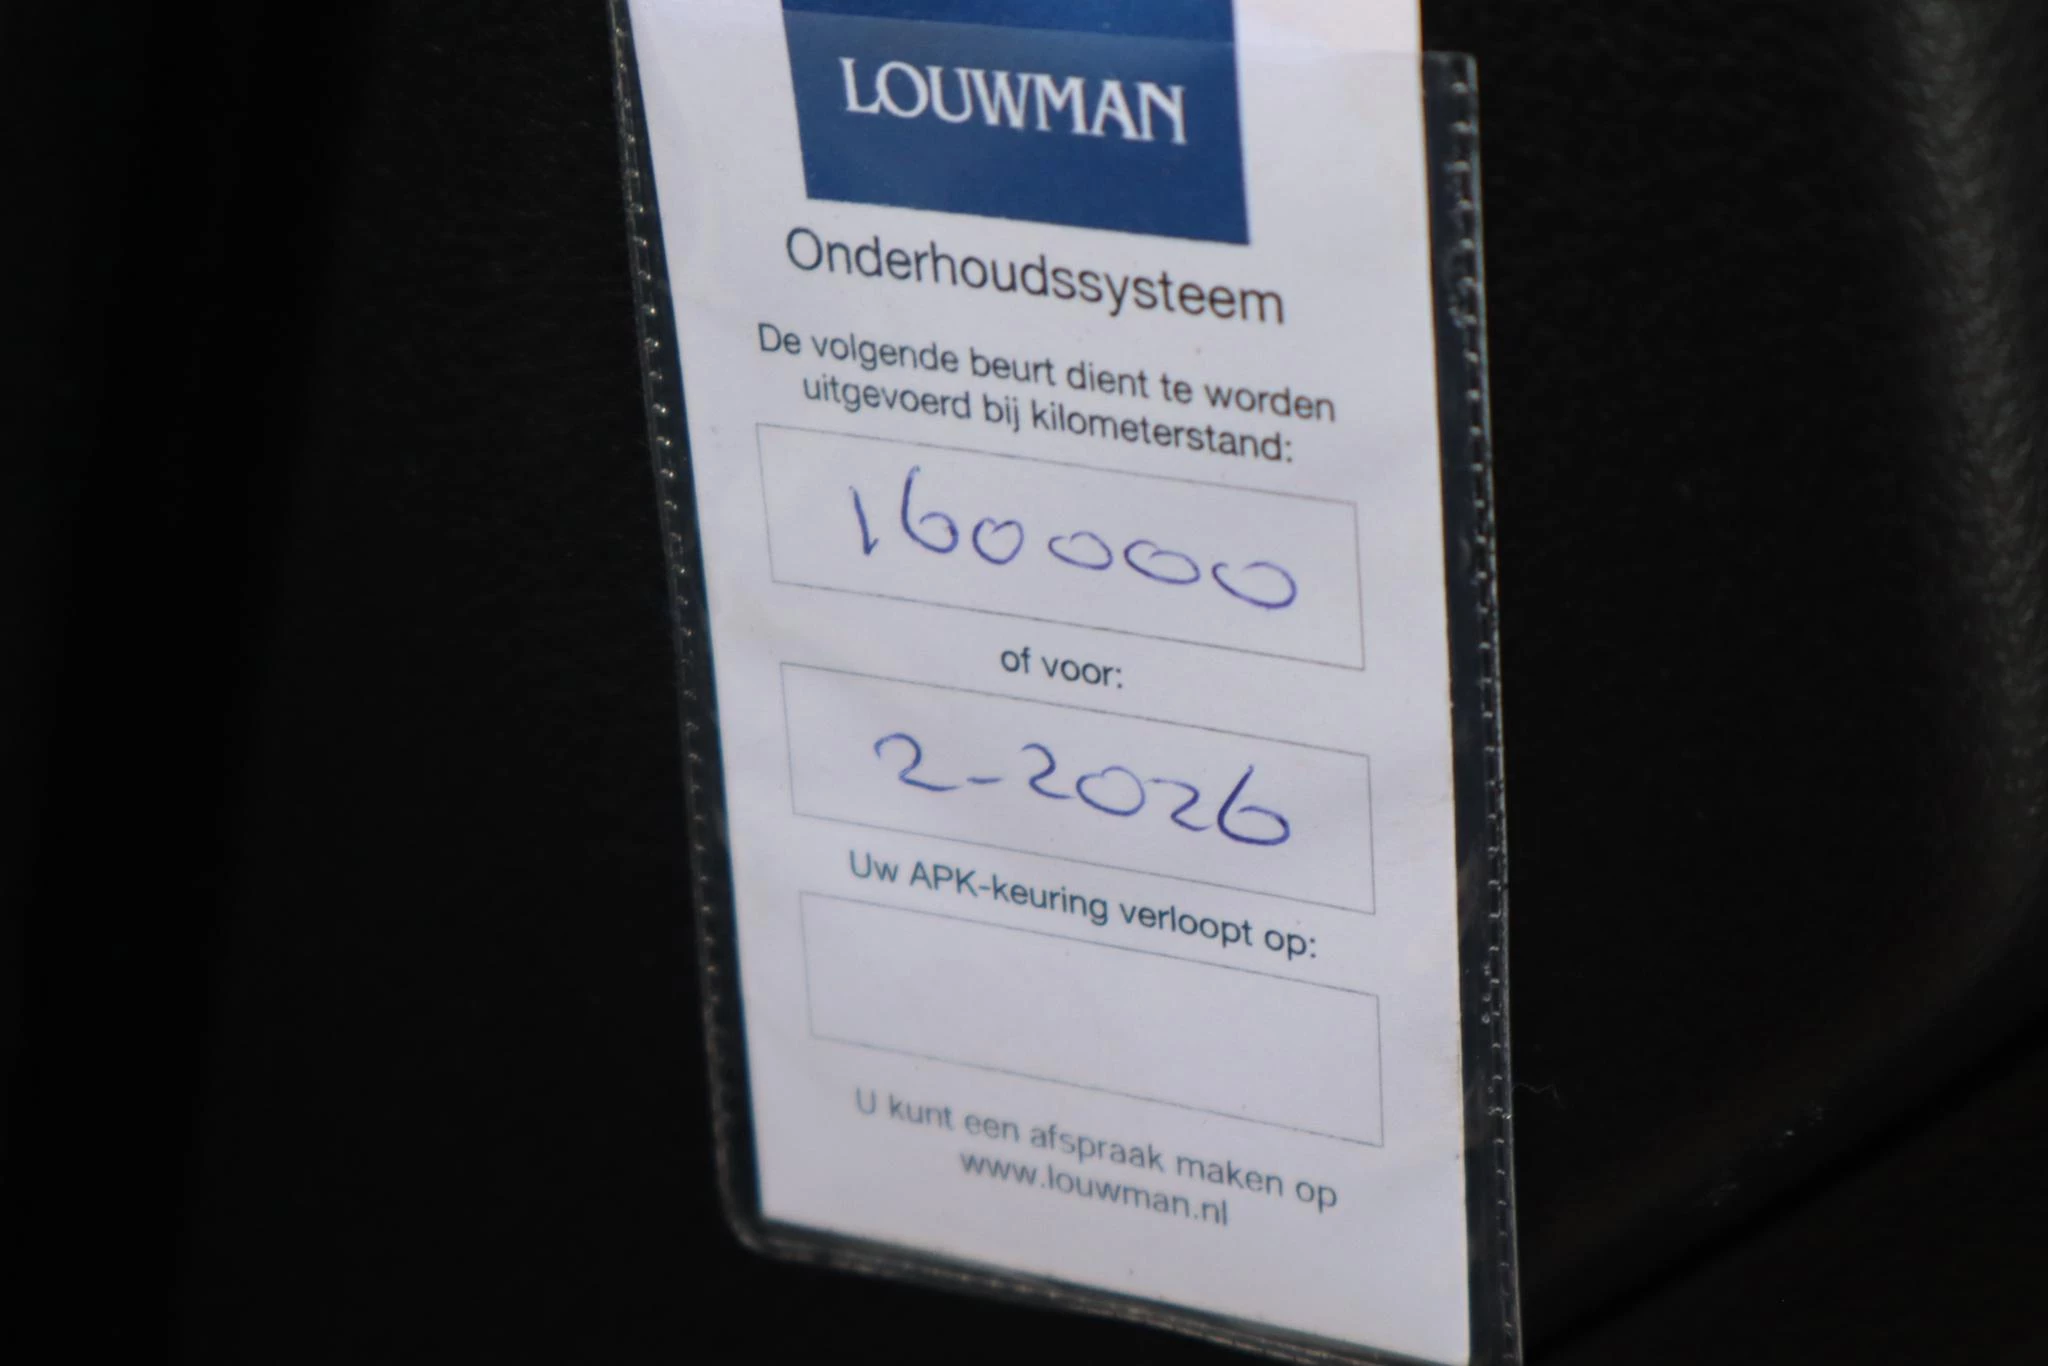 LOUWMAN
Onderhoudssysteem
De volgende beurt dient te worden
uitgevoerd bij kilometerstand:
160000
of voor:
2-2026
Uw APK-keuring verloopt op:
U kunt een afspraak maken op
www.louwman.nl